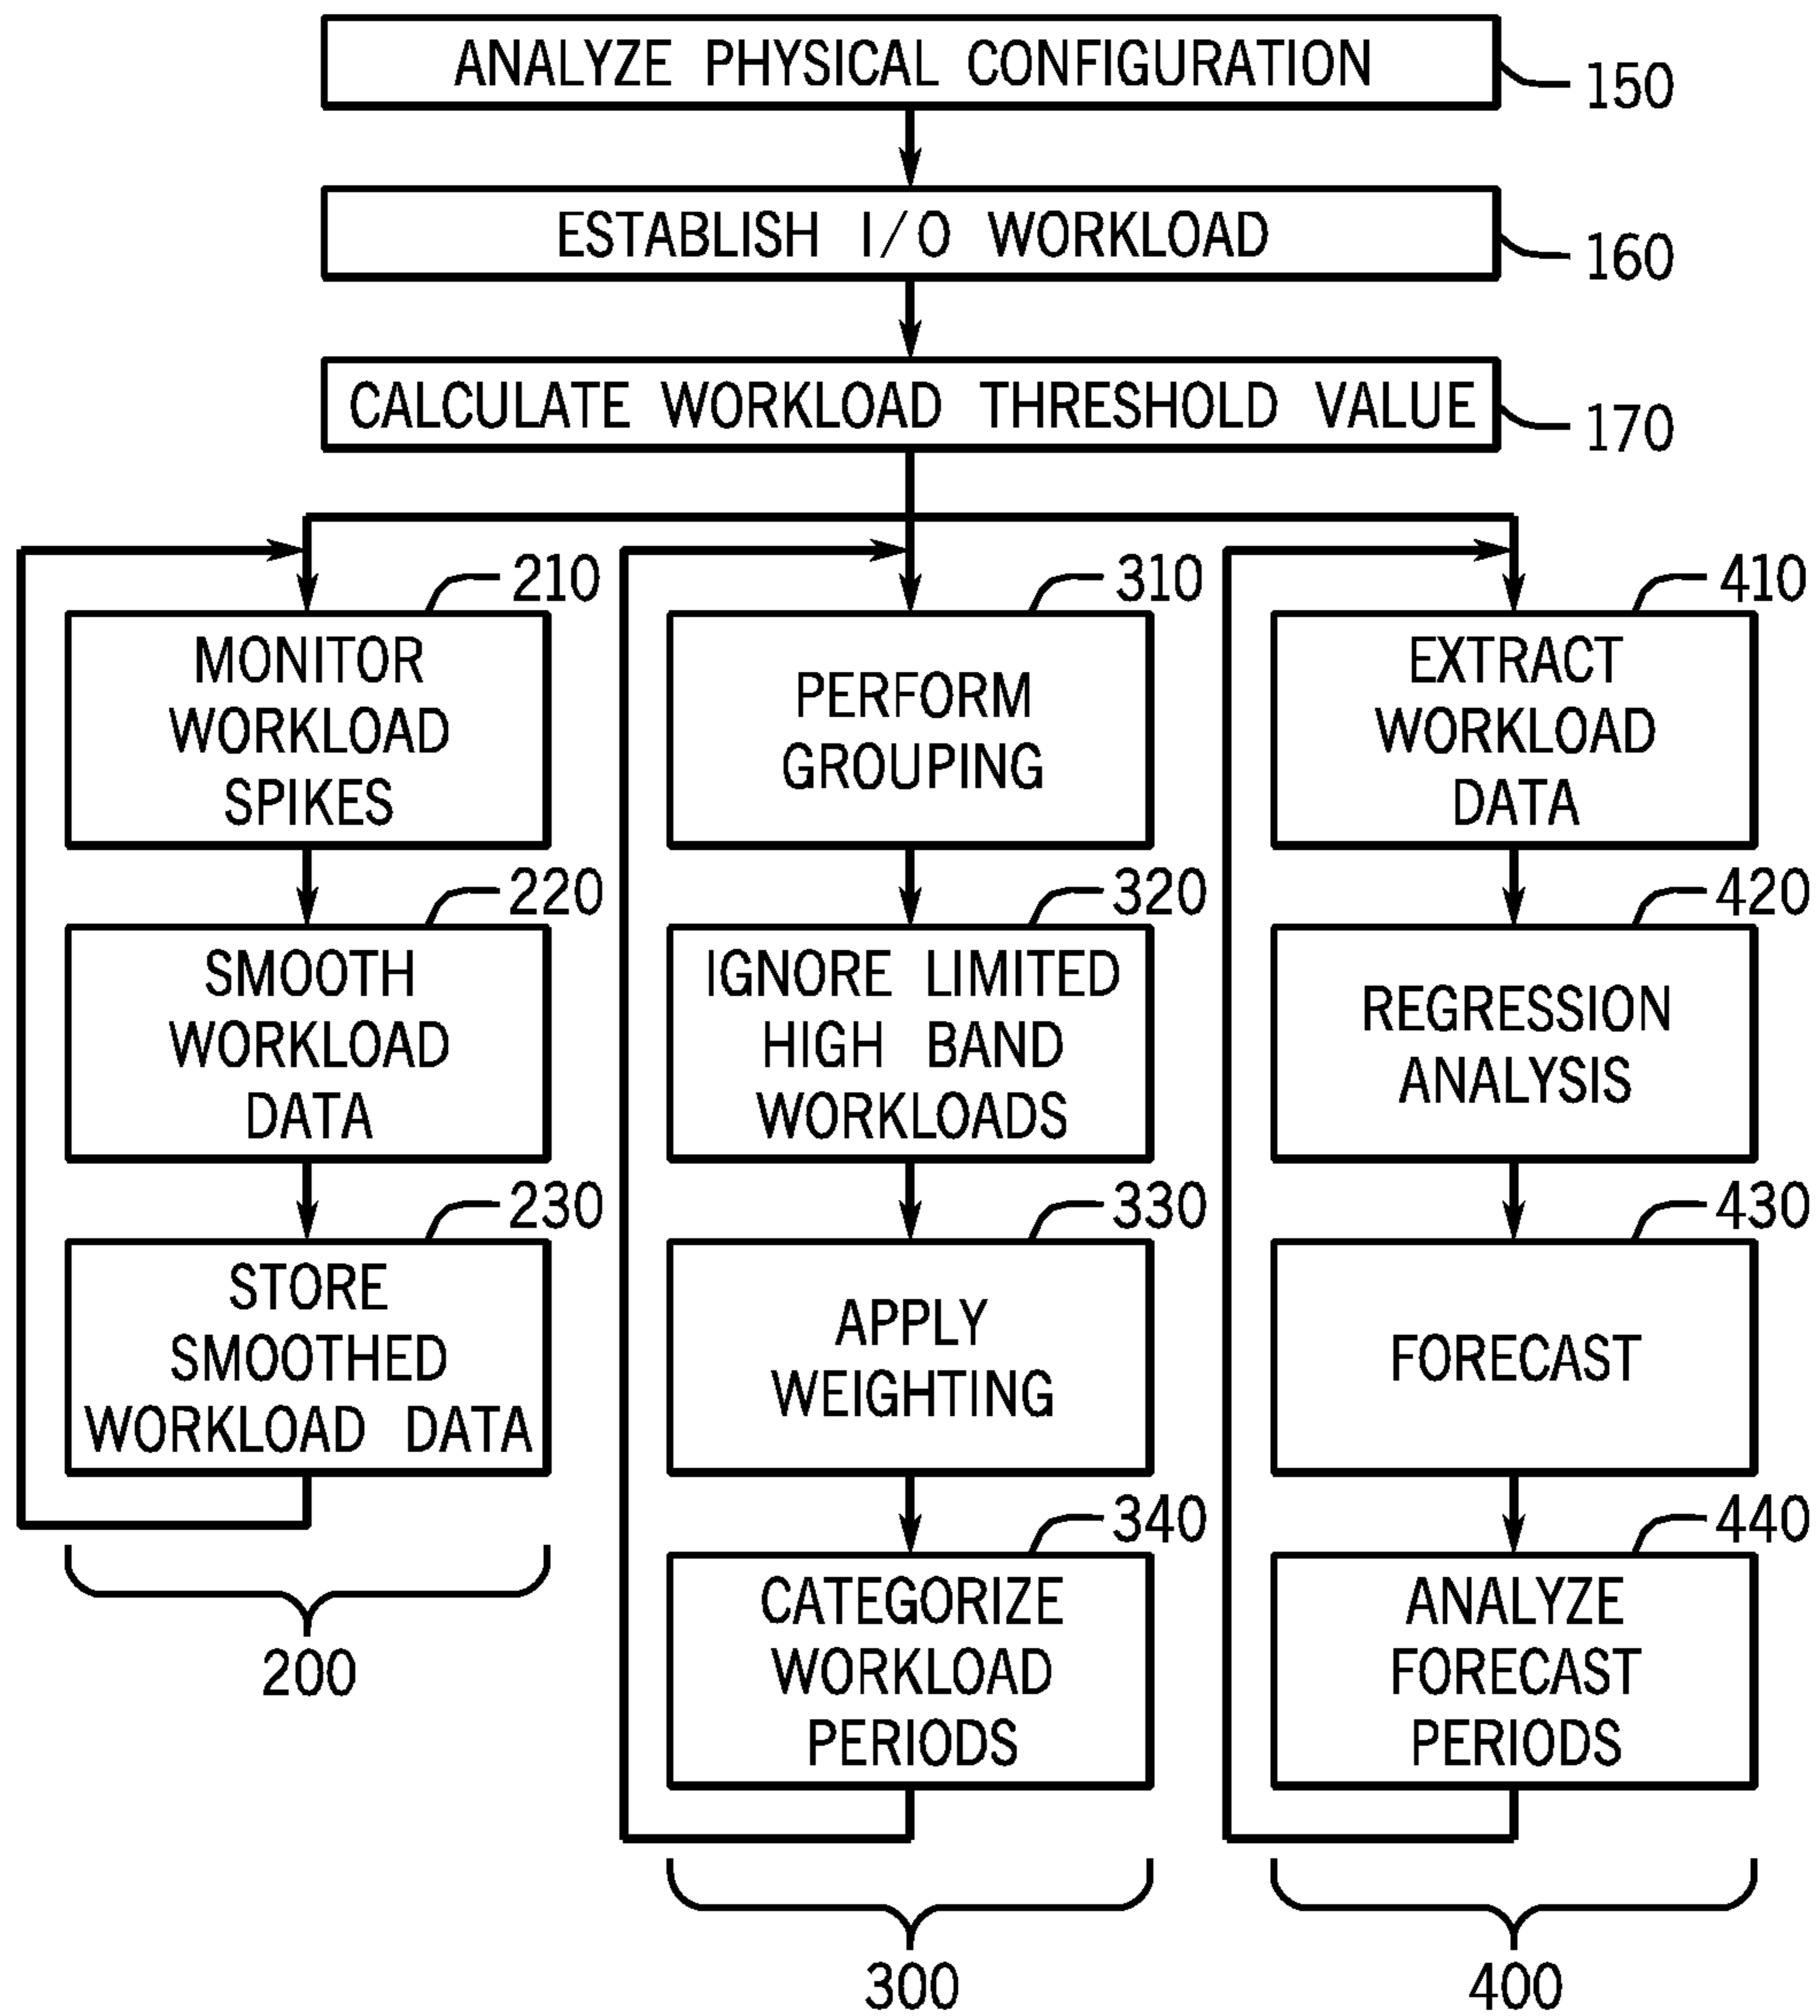 ANALYZE PHYSICAL CONFIGURATION
150
ESTABLISH I/O WORKLOAD
160
CALCULATE WORKLOAD THRESHOLD VALUE
170
210
MONITOR
WORKLOAD
SPIKES
220
SMOOTH
WORKLOAD
DATA
230
STORE
SMOOTHED
WORKLOAD DATA
200
310
PERFORM
GROUPING
320
IGNORE LIMITED
HIGH BAND
WORKLOADS
330
APPLY
WEIGHTING
340
CATEGORIZE
WORKLOAD
PERIODS
300
410
EXTRACT
WORKLOAD
DATA
420
REGRESSION
ANALYSIS
430
FORECAST
440
ANALYZE
FORECAST
PERIODS
400